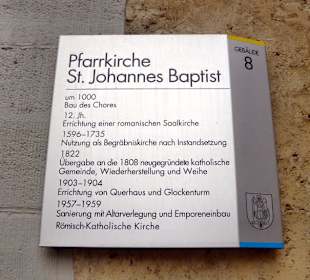 Pfarrkirche
St. Johannes Baptist
GEBÄUDE
8
um 1000
Bau des Chores
12. Jh.
Errichtung einer romanischen Saalkirche
1596–1735
Nutzung als Begräbniskirche nach Instandsetzung
1822
Übergabe an die 1808 neugegründete katholische
Gemeinde, Wiederherstellung und Weihe
1903–1904
Errichtung von Querhaus und Glockenturm
1957–1959
Sanierung mit Altarverlegung und Emporeneinbau
Römisch-Katholische Kirche